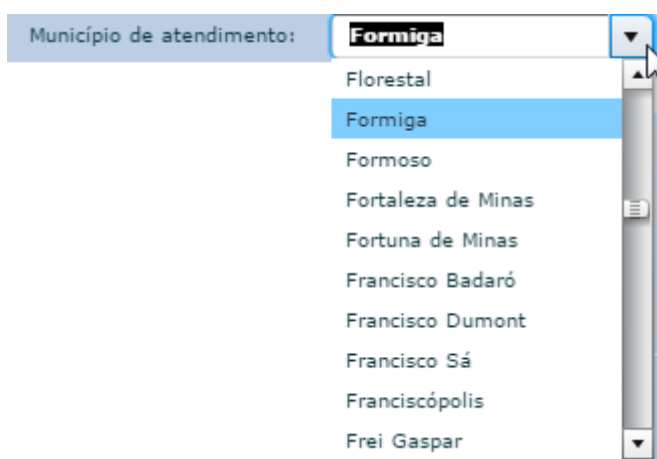 Município de atendimento: Formiga
Florestal
Formiga
Formoso
Fortaleza de Minas
Fortuna de Minas
Francisco Badaró
Francisco Dumont
Francisco Sá
Franciscópolis
Frei Gaspar